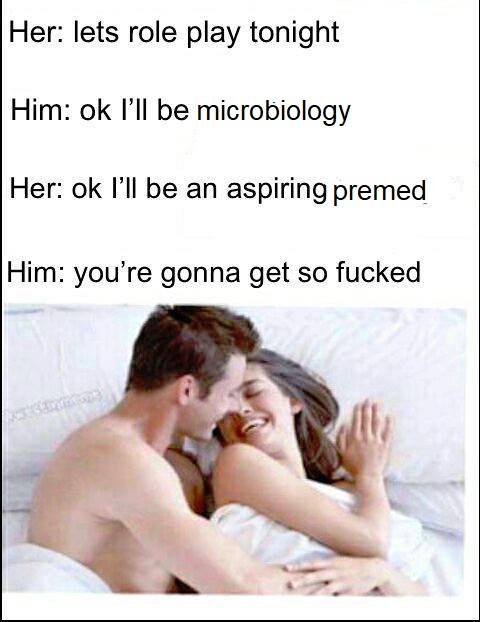 Her: lets role play tonight
Him: ok I'll be microbiology
Her: ok I'll be an aspiring premed
Him: you're gonna get so fucked